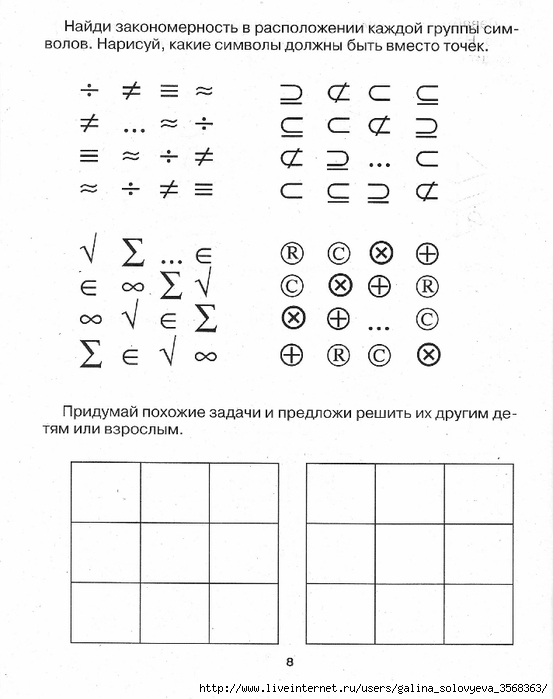 Найди закономерность в расположении каждой группы сим-
волов. Нарисуй, какие символы должны быть вместо точек.
÷ ≠ ≡ ≈
≠ ... ≈ ÷
≡ ≈ ÷ ≠
≈ ÷ ≠ ≡
⊇ ⊄ ⊂ ⊆
⊆ ⊂ ⊄ ⊇
⊄ ⊇ ... ⊂
⊂ ⊆ ⊇ ⊄
√ ∑ ... ∈
∈ ∞ ∑ √
∞ √ ∈ ∑
∑ ∈ √ ∞
® © ⊗ ⊕
© ⊗ ⊕ ®
⊗ ⊕ ... ©
⊕ ® © ⊗
Придумай похожие задачи и предложи решить их другим де-
тям или взрослым.
8
http://www.liveinternet.ru/users/galina_solovyeva_3568363/